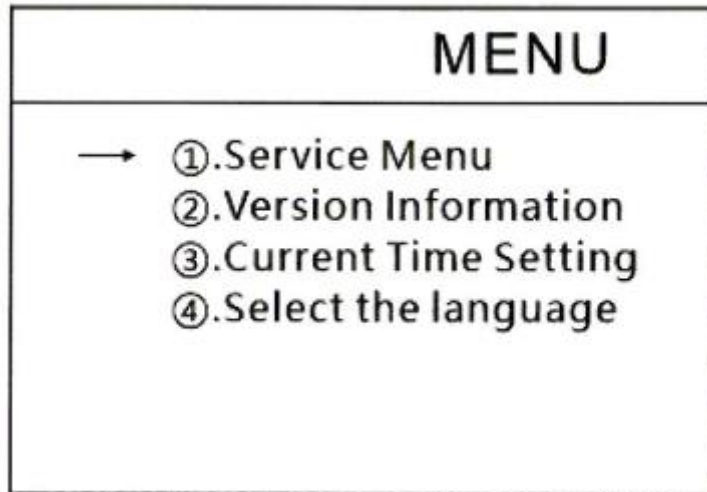 MENU
→ ①.Service Menu
②.Version Information
③.Current Time Setting
④.Select the language